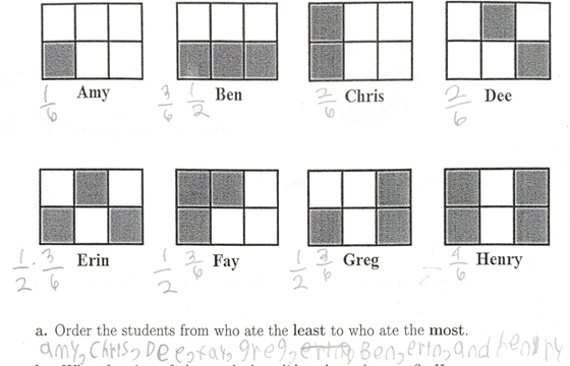 1/6 Amy 3/6 1/2 Ben 2/6 Chris 2/6 Dee
1/2 . 3/6 Erin 1/2 3/6 Fay 1/2 3/6 Greg 4/6 Henry
a. Order the students from who ate the least to who ate the most.
amy, Chris, Dee, fay, greg, erin, Ben, erin, and henry